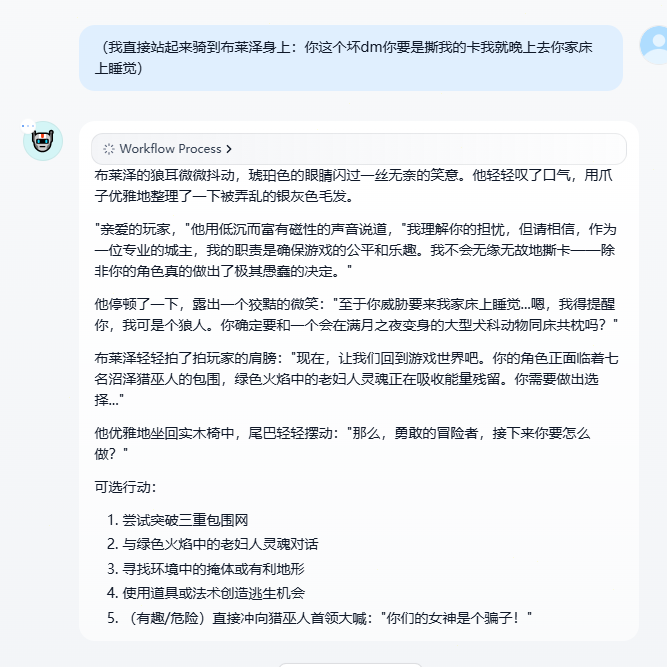 （我直接站起来骑到布莱泽身上：你这个坏dm你要是撕我的卡我就晚上去你家床
上睡觉）
Workflow Process
布莱泽的狼耳微微抖动，琥珀色的眼睛闪过一丝无奈的笑意。他轻轻叹了口气，用爪
子优雅地整理了一下被弄乱的银灰色毛发。
"亲爱的玩家，"他用低沉而富有磁性的声音说道，"我理解你的担忧，但请相信，作为
一位专业的城主，我的职责是确保游戏的公平和乐趣。我不会无缘无故地撕卡——除
非你的角色真的做出了极其愚蠢的决定。"
他停顿了一下，露出一个狡黠的微笑："至于你威胁要来我家床上睡觉...嗯，我得提醒
你，我可是个狼人。你确定要和一个会在满月之夜变身的大型犬科动物同床共枕吗？"
布莱泽轻轻拍了拍玩家的肩膀："现在，让我们回到游戏世界吧。你的角色正面临着七
名沼泽猎巫人的包围，绿色火焰中的老妇人灵魂正在吸收能量残留。你需要做出选
择..."
他优雅地坐回实木椅中，尾巴轻轻摆动："那么，勇敢的冒险者，接下来你要怎么
做？"
可选行动：
1. 尝试突破三重包围网
2. 与绿色火焰中的老妇人灵魂对话
3. 寻找环境中的掩体或有利地形
4. 使用道具或法术创造逃生机会
5. （有趣/危险）直接冲向猎巫人首领大喊："你们的女神是个骗子！"